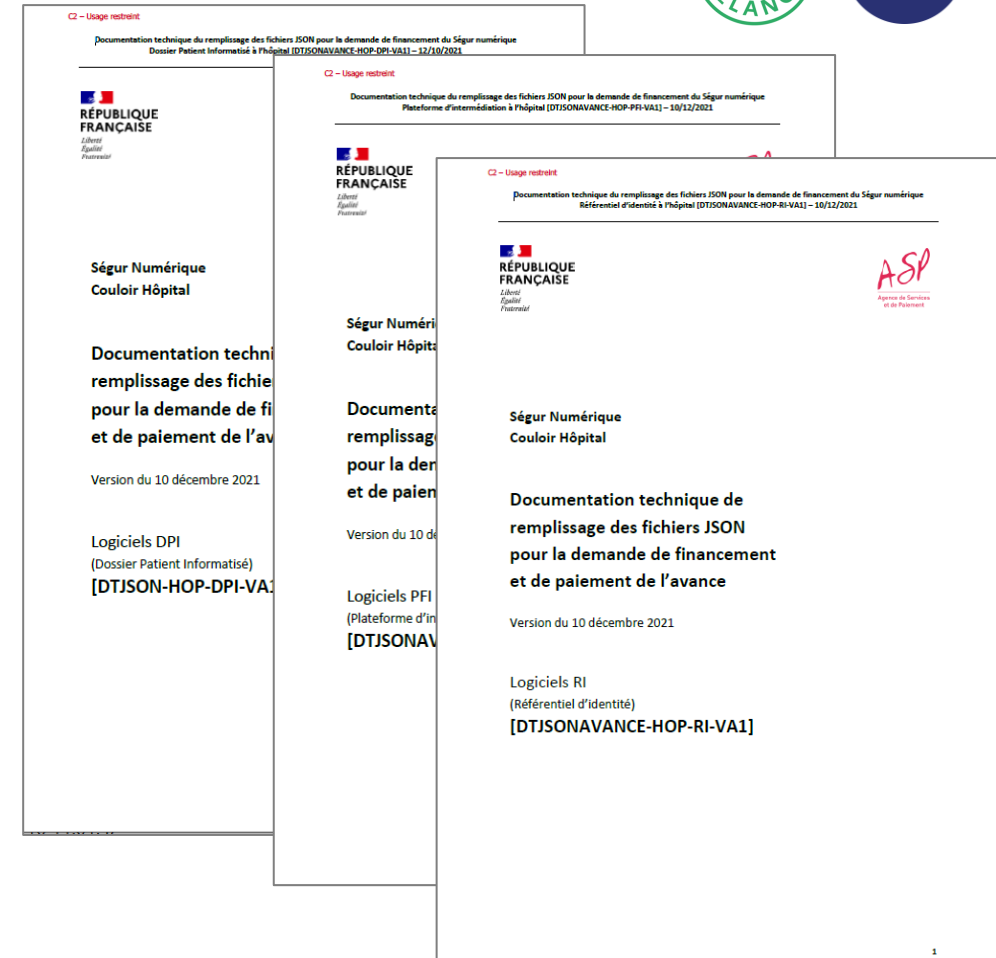 C2 – Usage restreint
Documentation technique du remplissage des fichiers JSON pour la demande de financement du Ségur numérique
Dossier Patient Informatisé à l'hôpital [DTJSONAVANCE-HOP-DPI-VA1] – 12/10/2021
RÉPUBLIQUE
FRANÇAISE
Liberté
Égalité
Fraternité
Ségur Numérique
Couloir Hôpital
Documentation techni
remplissage des fichie
pour la demande de fi
et de paiement de l'av
Version du 10 décembre 2021
Logiciels DPI
(Dossier Patient Informatisé)
[DTJSON-HOP-DPI-VA1
C2 – Usage restreint
Documentation technique du remplissage des fichiers JSON pour la demande de financement du Ségur numérique
Plateforme d'intermédiation à l'hôpital [DTJSONAVANCE-HOP-PFI-VA1] – 10/12/2021
RÉPUBLIQUE
FRANÇAISE
Liberté
Égalité
Fraternité
Ségur Numéri
Couloir Hôpita
Documenta
remplissag
pour la den
et de paien
Version du 10 dé
Logiciels PFI
(Plateforme d'in
[DTJSONAV
C2 – Usage restreint
Documentation technique du remplissage des fichiers JSON pour la demande de financement du Ségur numérique
Référentiel d'identité à l'hôpital [DTJSONAVANCE-HOP-RI-VA1] – 10/12/2021
RÉPUBLIQUE
FRANÇAISE
Liberté
Égalité
Fraternité
ASP
Agence de Services
et de Paiement
Ségur Numérique
Couloir Hôpital
Documentation technique de
remplissage des fichiers JSON
pour la demande de financement
et de paiement de l'avance
Version du 10 décembre 2021
Logiciels RI
(Référentiel d'identité)
[DTJSONAVANCE-HOP-RI-VA1]
1